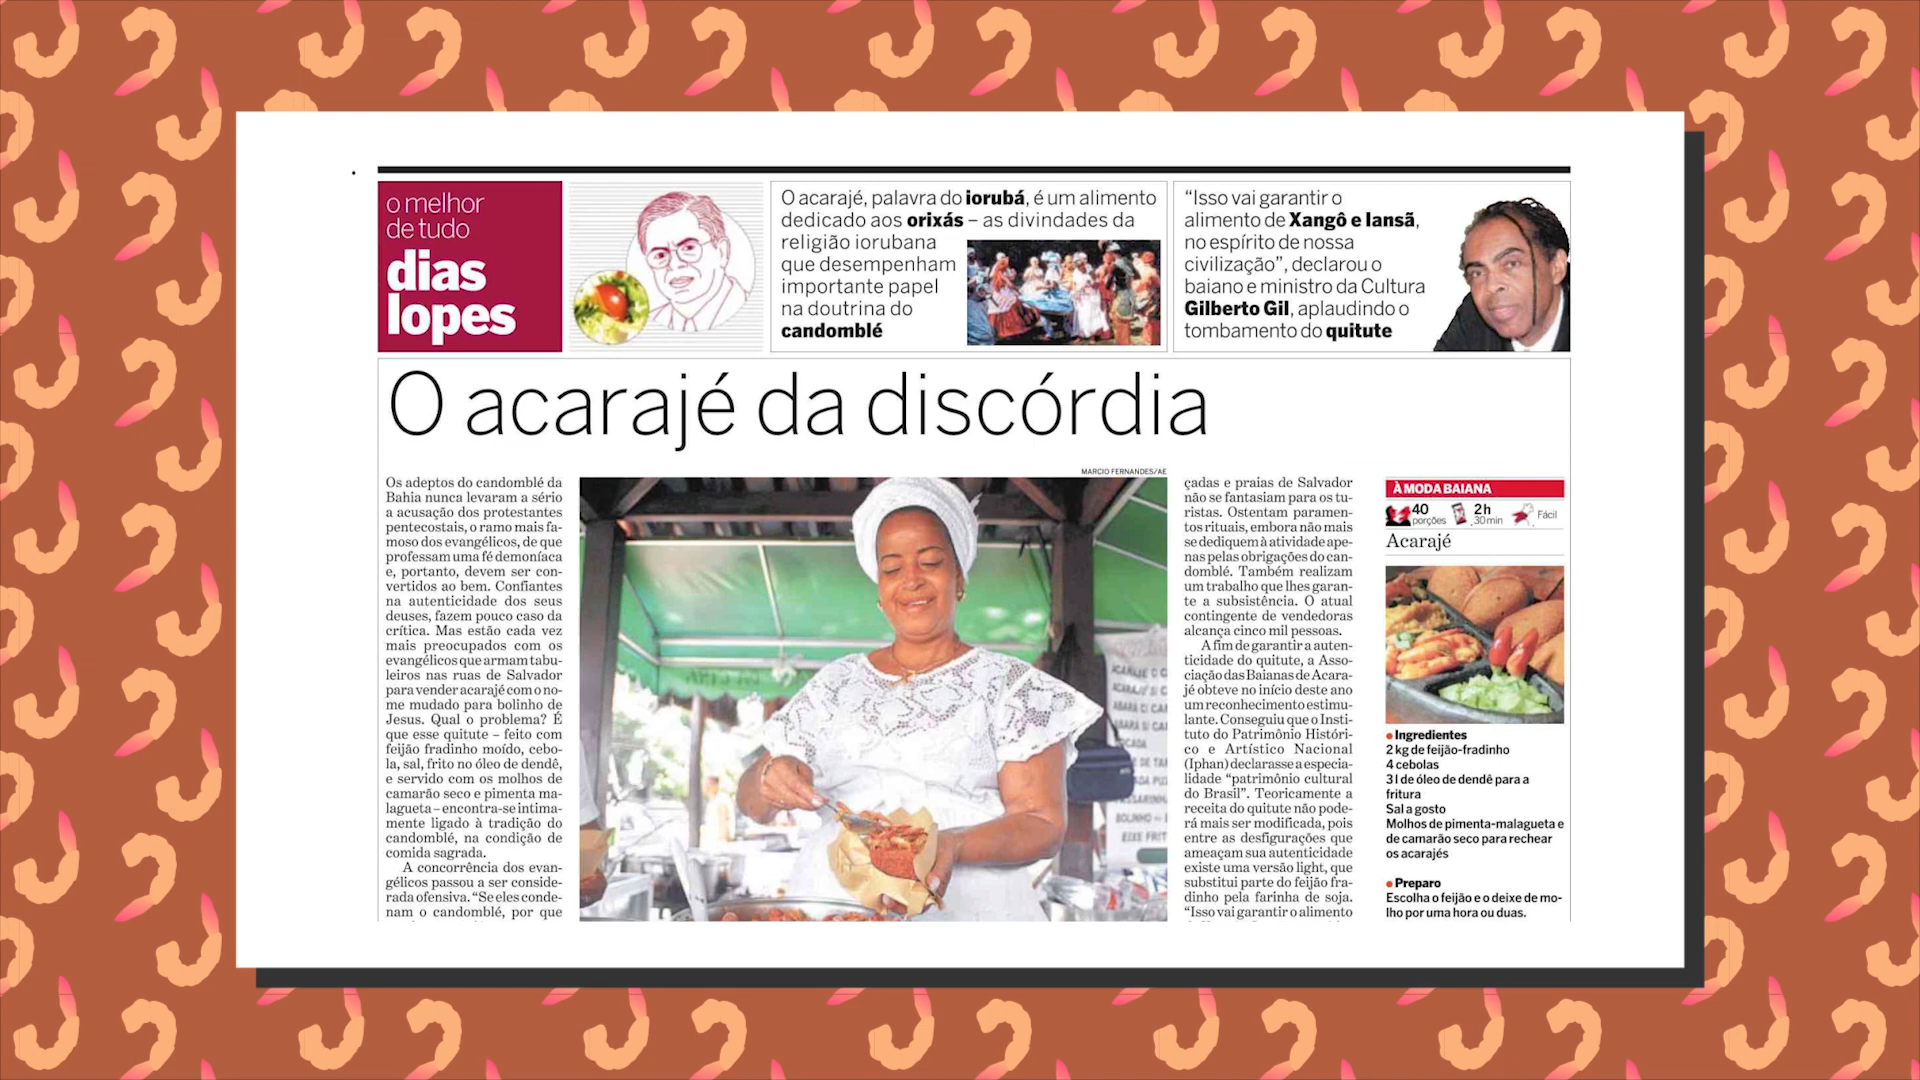 o melhor
de tudo
dias
lopes
O acarajé, palavra do iorubá, é um alimento
dedicado aos orixás – as divindades da
religião iorubana
que desempenham
importante papel
na doutrina do
candomblé
“Isso vai garantir o
alimento de Xangô e Iansã,
no espírito de nossa
civilização”, declarou o
baiano e ministro da Cultura
Gilberto Gil, aplaudindo o
tombamento do quitute
O acarajé da discórdia
MARCIO FERNANDES/AE
Os adeptos do candomblé da
Bahia nunca levaram a sério
a acusação dos protestantes
pentecostais, o ramo mais fa-
moso dos evangélicos, de que
professam uma fé demoníaca
e, portanto, devem ser con-
vertidos ao bem. Confiantes
na autenticidade dos seus
deuses, fazem pouco caso da
crítica. Mas estão cada vez
mais preocupados com os
evangélicos que armam tabu-
leiros nas ruas de Salvador
para vender acarajé com o no-
me mudado para bolinho de
Jesus. Qual o problema? É
que esse quitute – feito com
feijão fradinho moído, cebo-
la, sal, frito no óleo de dendê,
e servido com os molhos de
camarão seco e pimenta ma-
lagueta – encontra-se intima-
mente ligado à tradição do
candomblé, na condição de
comida sagrada.
A concorrência dos evan-
gélicos passou a ser conside-
rada ofensiva. “Se eles conde-
nam o candomblé, por que
çadas e praias de Salvador
não se fantasiam para os tu-
ristas. Ostentam paramen-
tos rituais, embora não mais
se dediquem à atividade ape-
nas pelas obrigações do can-
domblé. Também realizam
um trabalho que lhes garan-
te a subsistência. O atual
contingente de vendedoras
alcança cinco mil pessoas.
A fim de garantir a auten-
ticidade do quitute, a Asso-
ciação das Baianas de Acara-
jé obteve no início deste ano
um reconhecimento estimu-
lante. Conseguiu que o Insti-
tuto do Patrimônio Históri-
co e Artístico Nacional
(Iphan) declarasse a especia-
lidade “patrimônio cultural
do Brasil”. Teoricamente a
receita do quitute não pode-
rá mais ser modificada, pois
entre as desfigurações que
ameaçam sua autenticidade
existe uma versão light, que
substitui parte do feijão fra-
dinho pela farinha de soja.
“Isso vai garantir o alimento
À MODA BAIANA
40 porções
2h 30 min
Fácil
Acarajé
Ingredientes
2 kg de feijão-fradinho
4 cebolas
3 l de óleo de dendê para a
fritura
Sal a gosto
Molhos de pimenta-malagueta e
de camarão seco para rechear
os acarajés
Preparo
Escolha o feijão e o deixe de mo-
lho por uma hora ou duas.